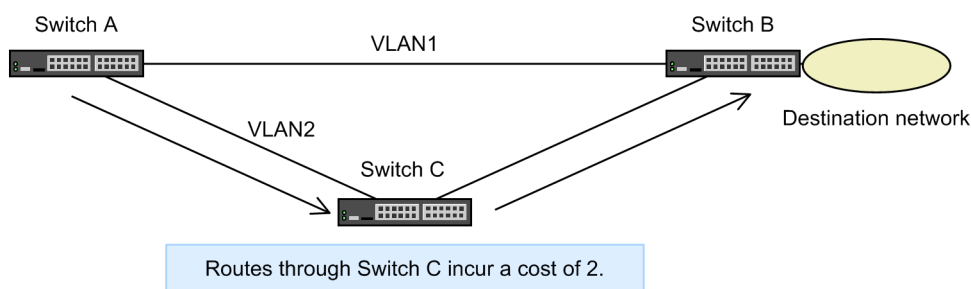 Switch A
Switch B
VLAN1
Destination network
VLAN2
Switch C
Routes through Switch C incur a cost of 2.